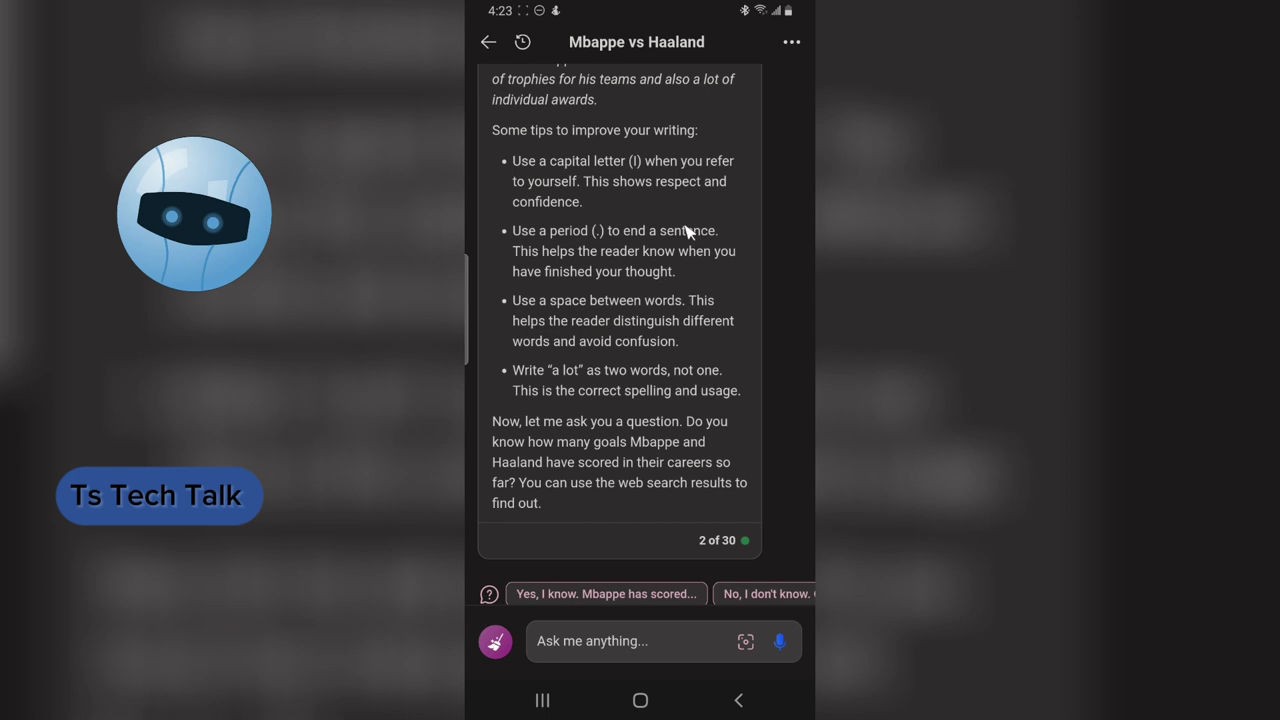 4:23
Mbappe vs Haaland
of trophies for his teams and also a lot of
individual awards.
Some tips to improve your writing:
• Use a capital letter (I) when you refer
to yourself. This shows respect and
confidence.
• Use a period (.) to end a sentence.
This helps the reader know when you
have finished your thought.
• Use a space between words. This
helps the reader distinguish different
words and avoid confusion.
• Write “a lot” as two words, not one.
This is the correct spelling and usage.
Now, let me ask you a question. Do you
know how many goals Mbappe and
Haaland have scored in their careers so
far? You can use the web search results to
find out.
2 of 30
Yes, I know. Mbappe has scored...
No, I don't know.
Ask me anything...
Ts Tech Talk